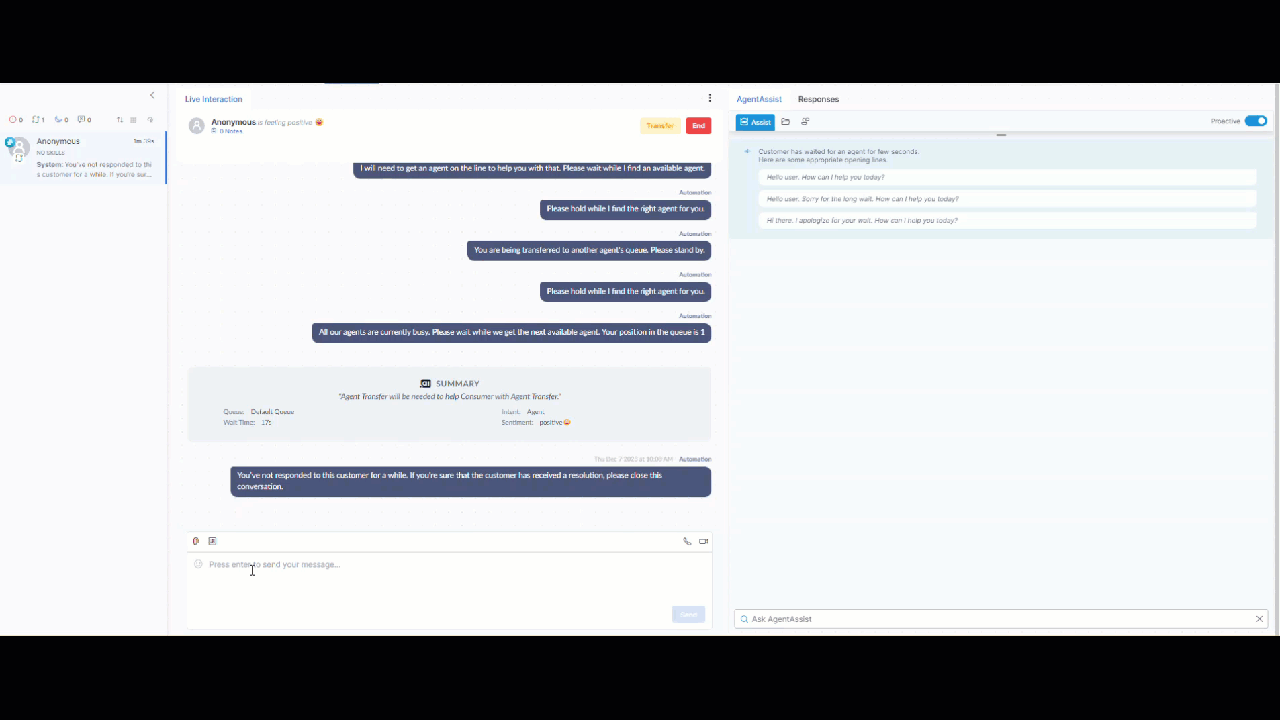 Live Interaction
Anonymous is feeling positive
0 Notes
Transfer
End
0 1 0 0
Anonymous
1m 19s
NO SKILLS
System: You've not responded to thi
s customer for a while. If you're sur...
I will need to get an agent on the line to help you with that. Please wait while I find an available agent.
Automation
Please hold while I find the right agent for you.
Automation
You are being transferred to another agent's queue. Please stand by.
Automation
Please hold while I find the right agent for you.
Automation
All our agents are currently busy. Please wait while we get the next available agent. Your position in the queue is 1
SUMMARY
"Agent Transfer will be needed to help Consumer with Agent Transfer."
Queue: Default Queue
Intent: Agent
Wait Time: 17s
Sentiment: positive
Thu Dec 7 2023 at 10:00 AM Automation
You've not responded to this customer for a while. If you're sure that the customer has received a resolution, please close this
conversation.
Press enter to send your message...
Send
AgentAssist
Responses
Assist
Proactive
Customer has waited for an agent for few seconds.
Here are some appropriate opening lines.
Hello user. How can I help you today?
Hello user. Sorry for the long wait. How can I help you today?
Hi there. I apologize for your wait. How can I help you today?
Ask AgentAssist